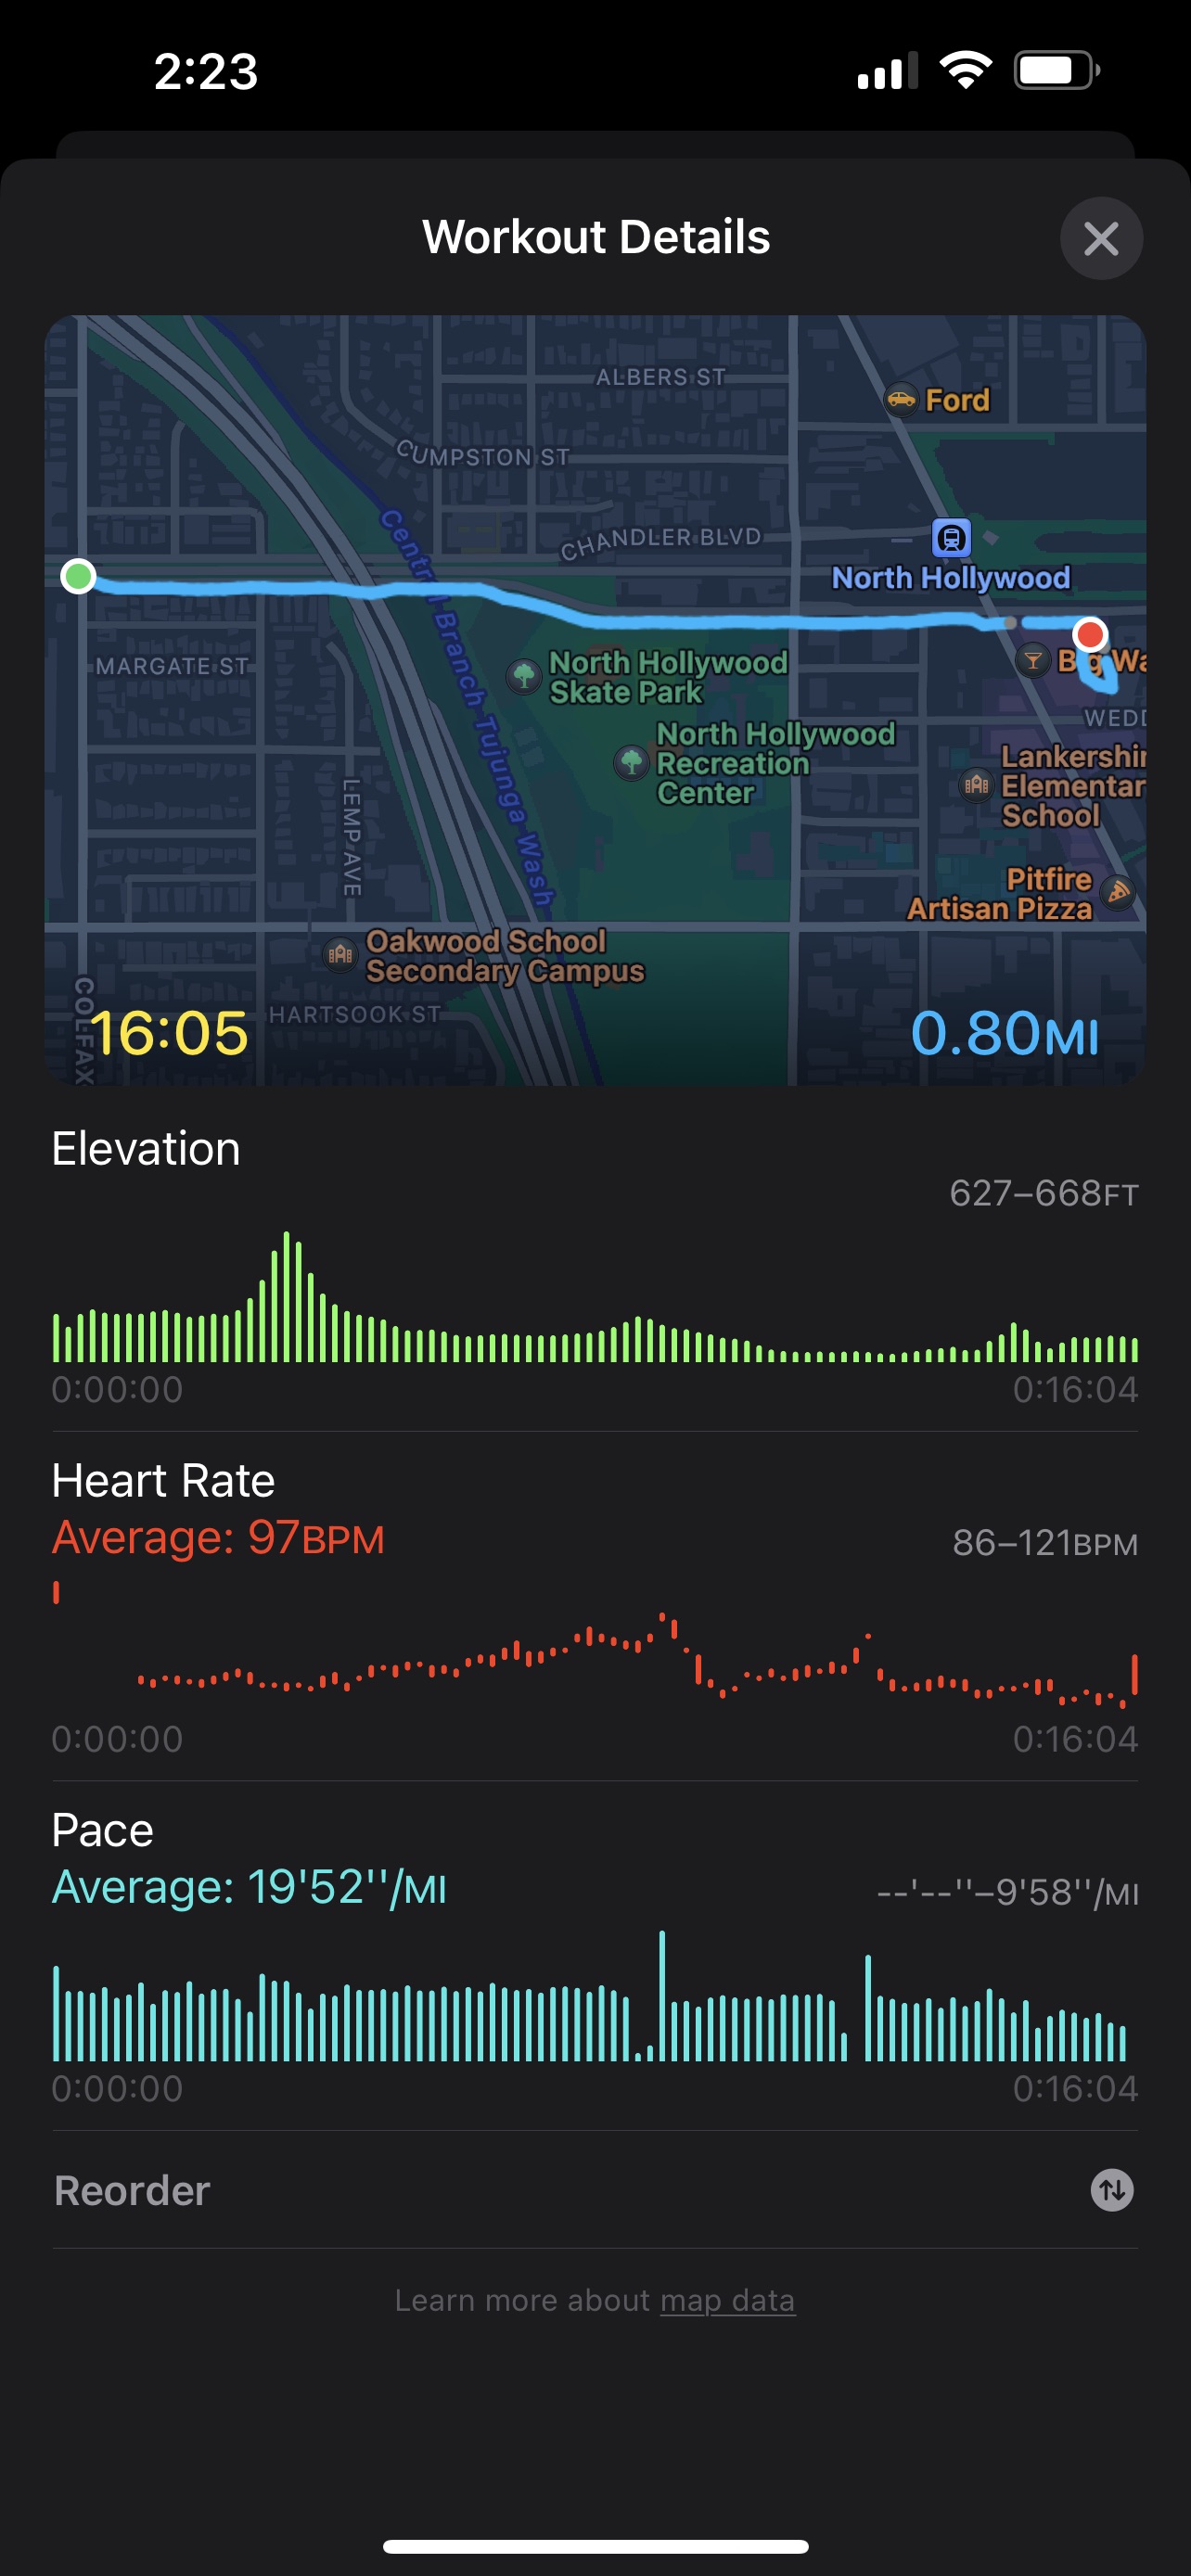 2:23
Workout Details
ALBERS ST
Ford
CUMPSTON ST
CHANDLER BLVD
North Hollywood
Central Branch Tujunga Wash
MARGATE ST
North Hollywood
Skate Park
Big Wa
WEDD
North Hollywood
Recreation
Center
Lankershir
Elementar
School
LEMP AVE
Pitfire
Artisan Pizza
Oakwood School
Secondary Campus
COLFAX
HARTSOOK ST
16:05
0.80MI
Elevation
627–668FT
0:00:00
0:16:04
Heart Rate
Average: 97BPM
86–121BPM
0:00:00
0:16:04
Pace
Average: 19'52''/MI
--'--''–9'58''/MI
0:00:00
0:16:04
Reorder
Learn more about map data